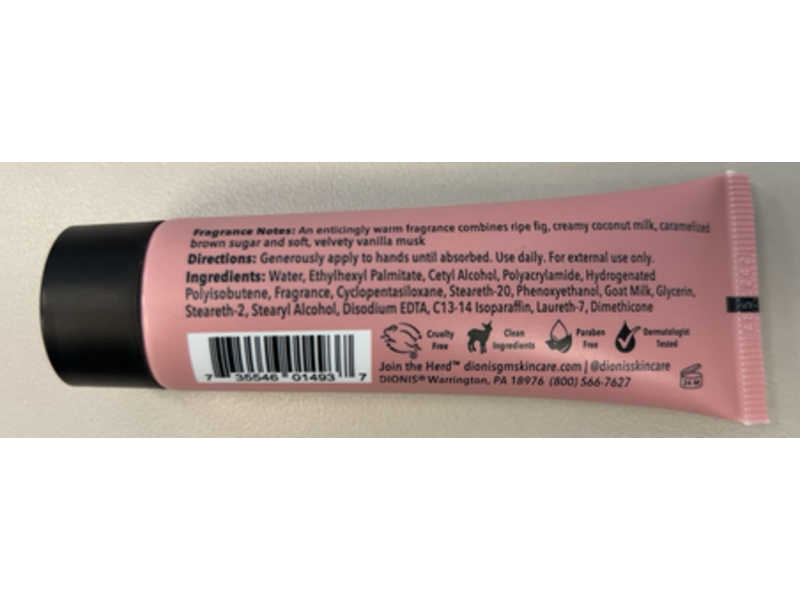 Fragrance Notes: An enticingly warm fragrance combines ripe fig, creamy coconut milk, caramelized
brown sugar and soft, velvety vanilla musk
Directions: Generously apply to hands until absorbed. Use daily. For external use only.
Ingredients: Water, Ethylhexyl Palmitate, Cetyl Alcohol, Polyacrylamide, Hydrogenated
Polyisobutene, Fragrance, Cyclopentasiloxane, Steareth-20, Phenoxyethanol, Goat Milk, Glycerin,
Steareth-2, Stearyl Alcohol, Disodium EDTA, C13-14 Isoparaffin, Laureth-7, Dimethicone
Cruelty Free
Clean Ingredients
Paraben Free
Dermatologist Tested
Join the Herd™ dionisgmskincare.com | @dionisskincare
DIONIS® Warrington, PA 18976 (800) 566-7627
7 35546 01493 7
24 M